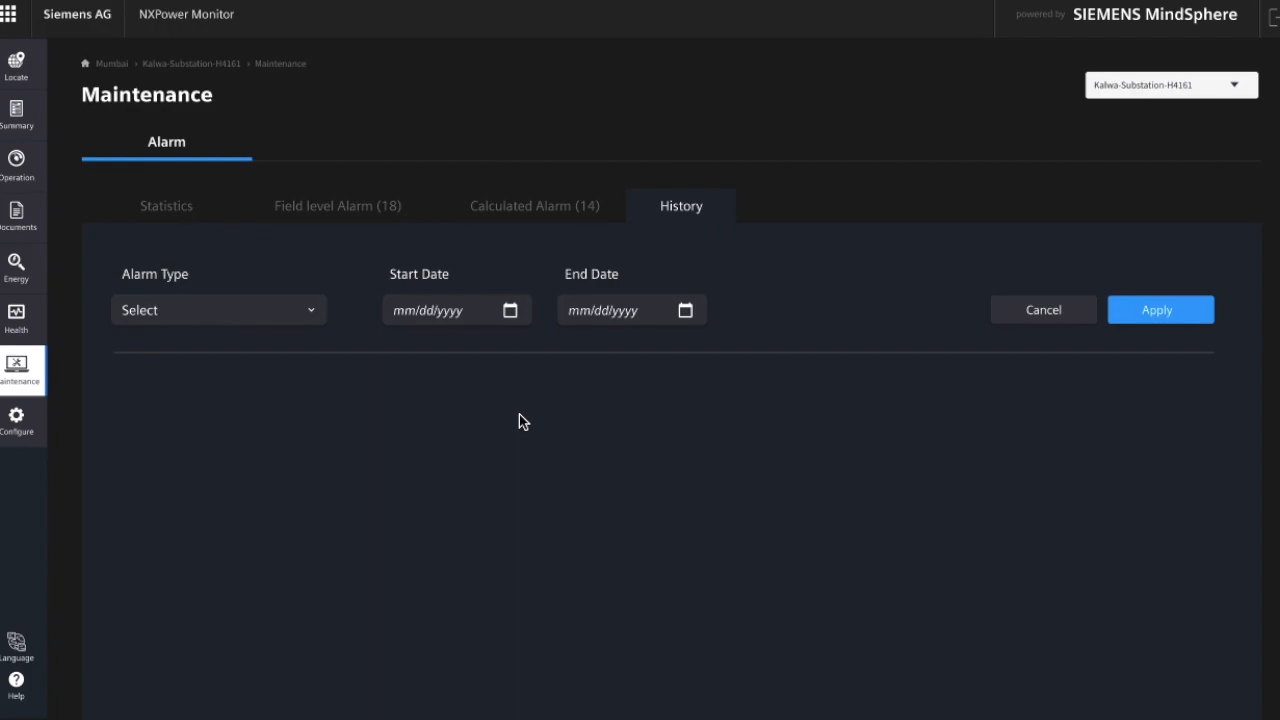 Siemens AG
NXPower Monitor
powered by SIEMENS MindSphere
Locate
Summary
Operation
ocuments
Energy
Health
aintenance
Configure
Language
Help
Mumbai › Kalwa-Substation-H4161 › Maintenance
Maintenance
Kalwa-Substation-H4161
Alarm
Statistics
Field level Alarm (18)
Calculated Alarm (14)
History
Alarm Type
Start Date
End Date
Select
mm/dd/yyyy
mm/dd/yyyy
Cancel
Apply